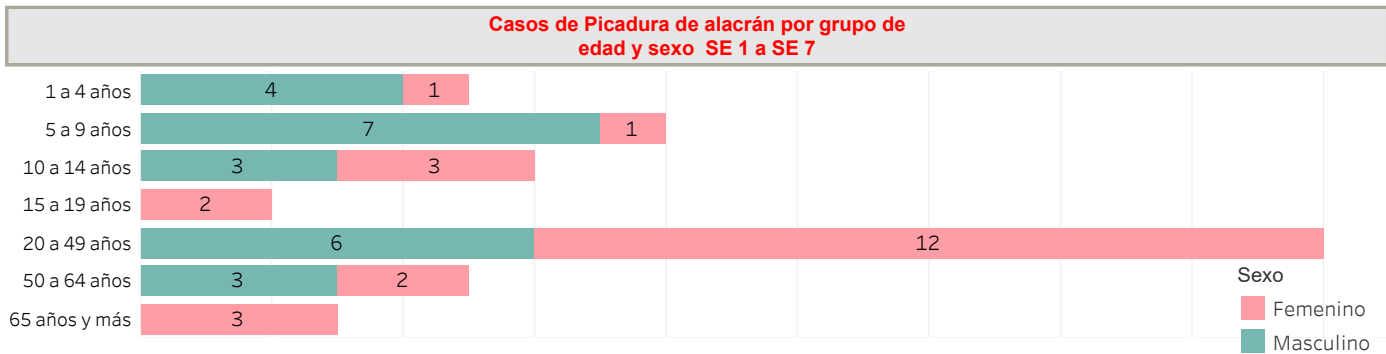 Casos de Picadura de alacrán por grupo de
edad y sexo SE 1 a SE 7
1 a 4 años 4 1
5 a 9 años 7 1
10 a 14 años 3 3
15 a 19 años 2
20 a 49 años 6 12
50 a 64 años 3 2
65 años y más 3
Sexo
Femenino
Masculino